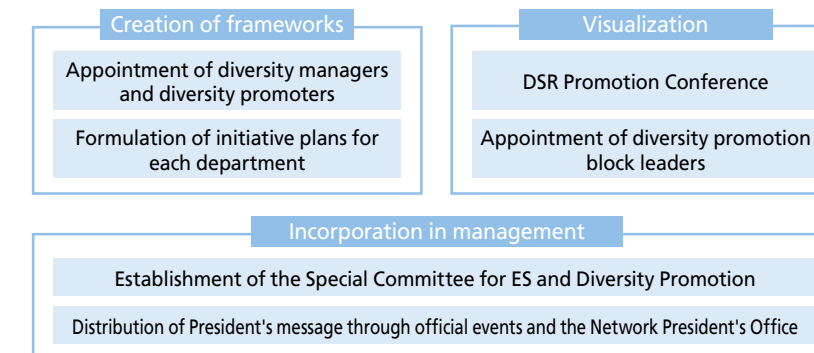 Creation of frameworks
Appointment of diversity managers
and diversity promoters
Formulation of initiative plans for
each department
Visualization
DSR Promotion Conference
Appointment of diversity promotion
block leaders
Incorporation in management
Establishment of the Special Committee for ES and Diversity Promotion
Distribution of President's message through official events and the Network President's Office